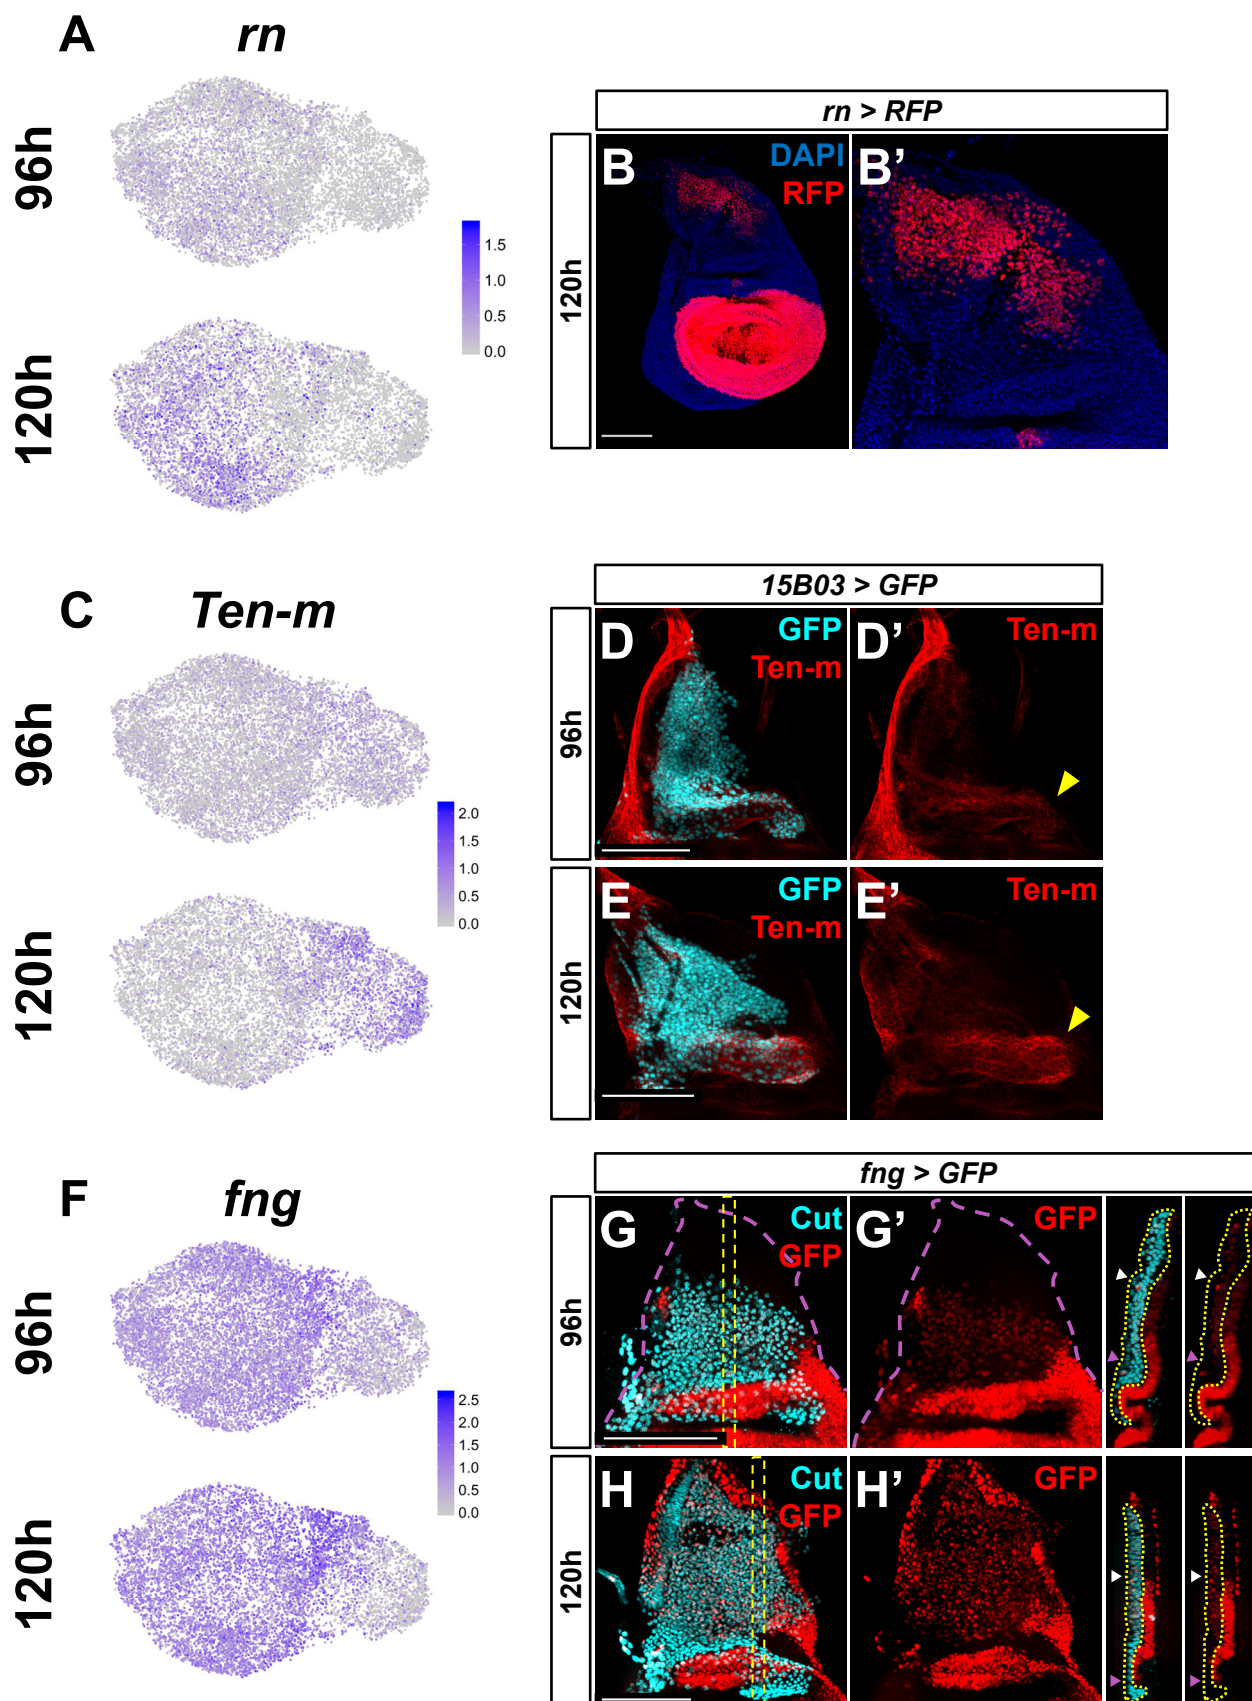 A
rn
96h
120h
1.5
1.0
0.5
0.0
rn > RFP
120h
B
DAPI
RFP
B’
C
Ten-m
96h
120h
2.0
1.5
1.0
0.5
0.0
15B03 > GFP
96h
D
GFP
Ten-m
D’
Ten-m
120h
E
GFP
Ten-m
E’
Ten-m
F
fng
96h
120h
2.5
2.0
1.5
1.0
0.5
0.0
fng > GFP
96h
G
Cut
GFP
G’
GFP
120h
H
Cut
GFP
H’
GFP